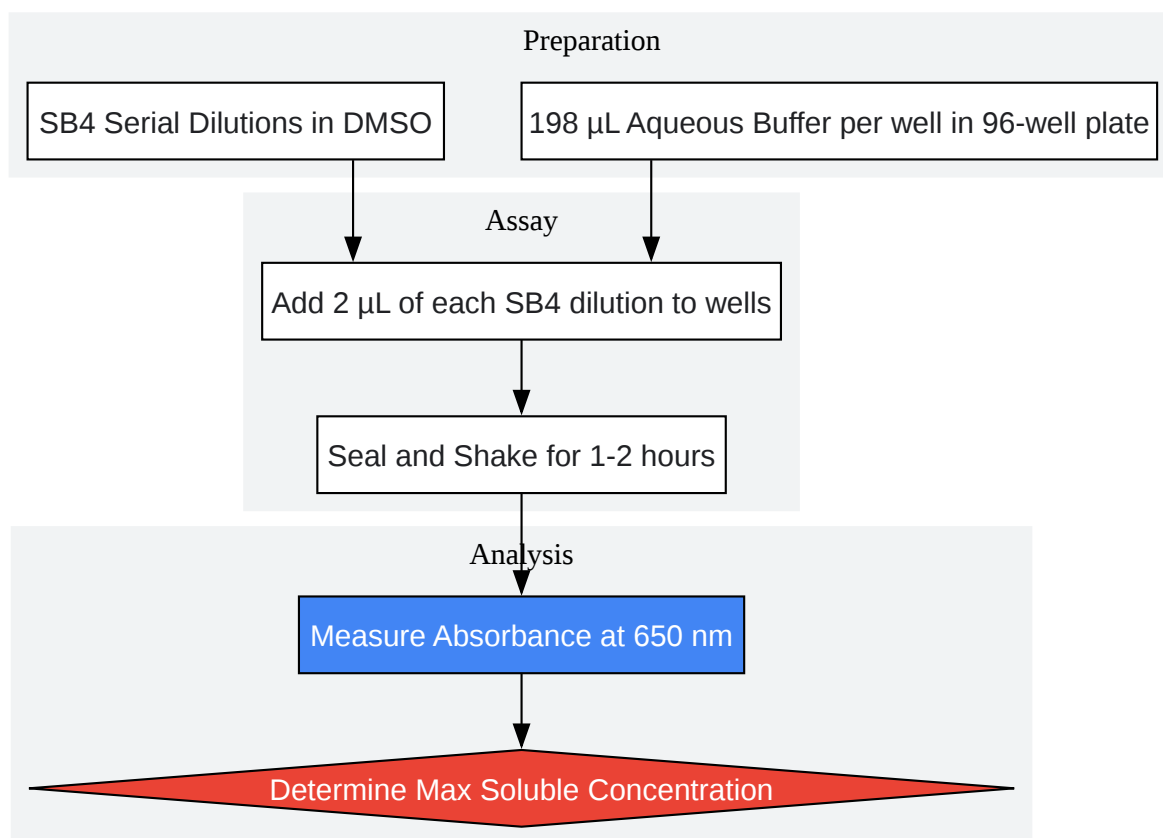 Preparation
SB4 Serial Dilutions in DMSO
198 µL Aqueous Buffer per well in 96-well plate
Assay
Add 2 µL of each SB4 dilution to wells
Seal and Shake for 1-2 hours
Analysis
Measure Absorbance at 650 nm
Determine Max Soluble Concentration